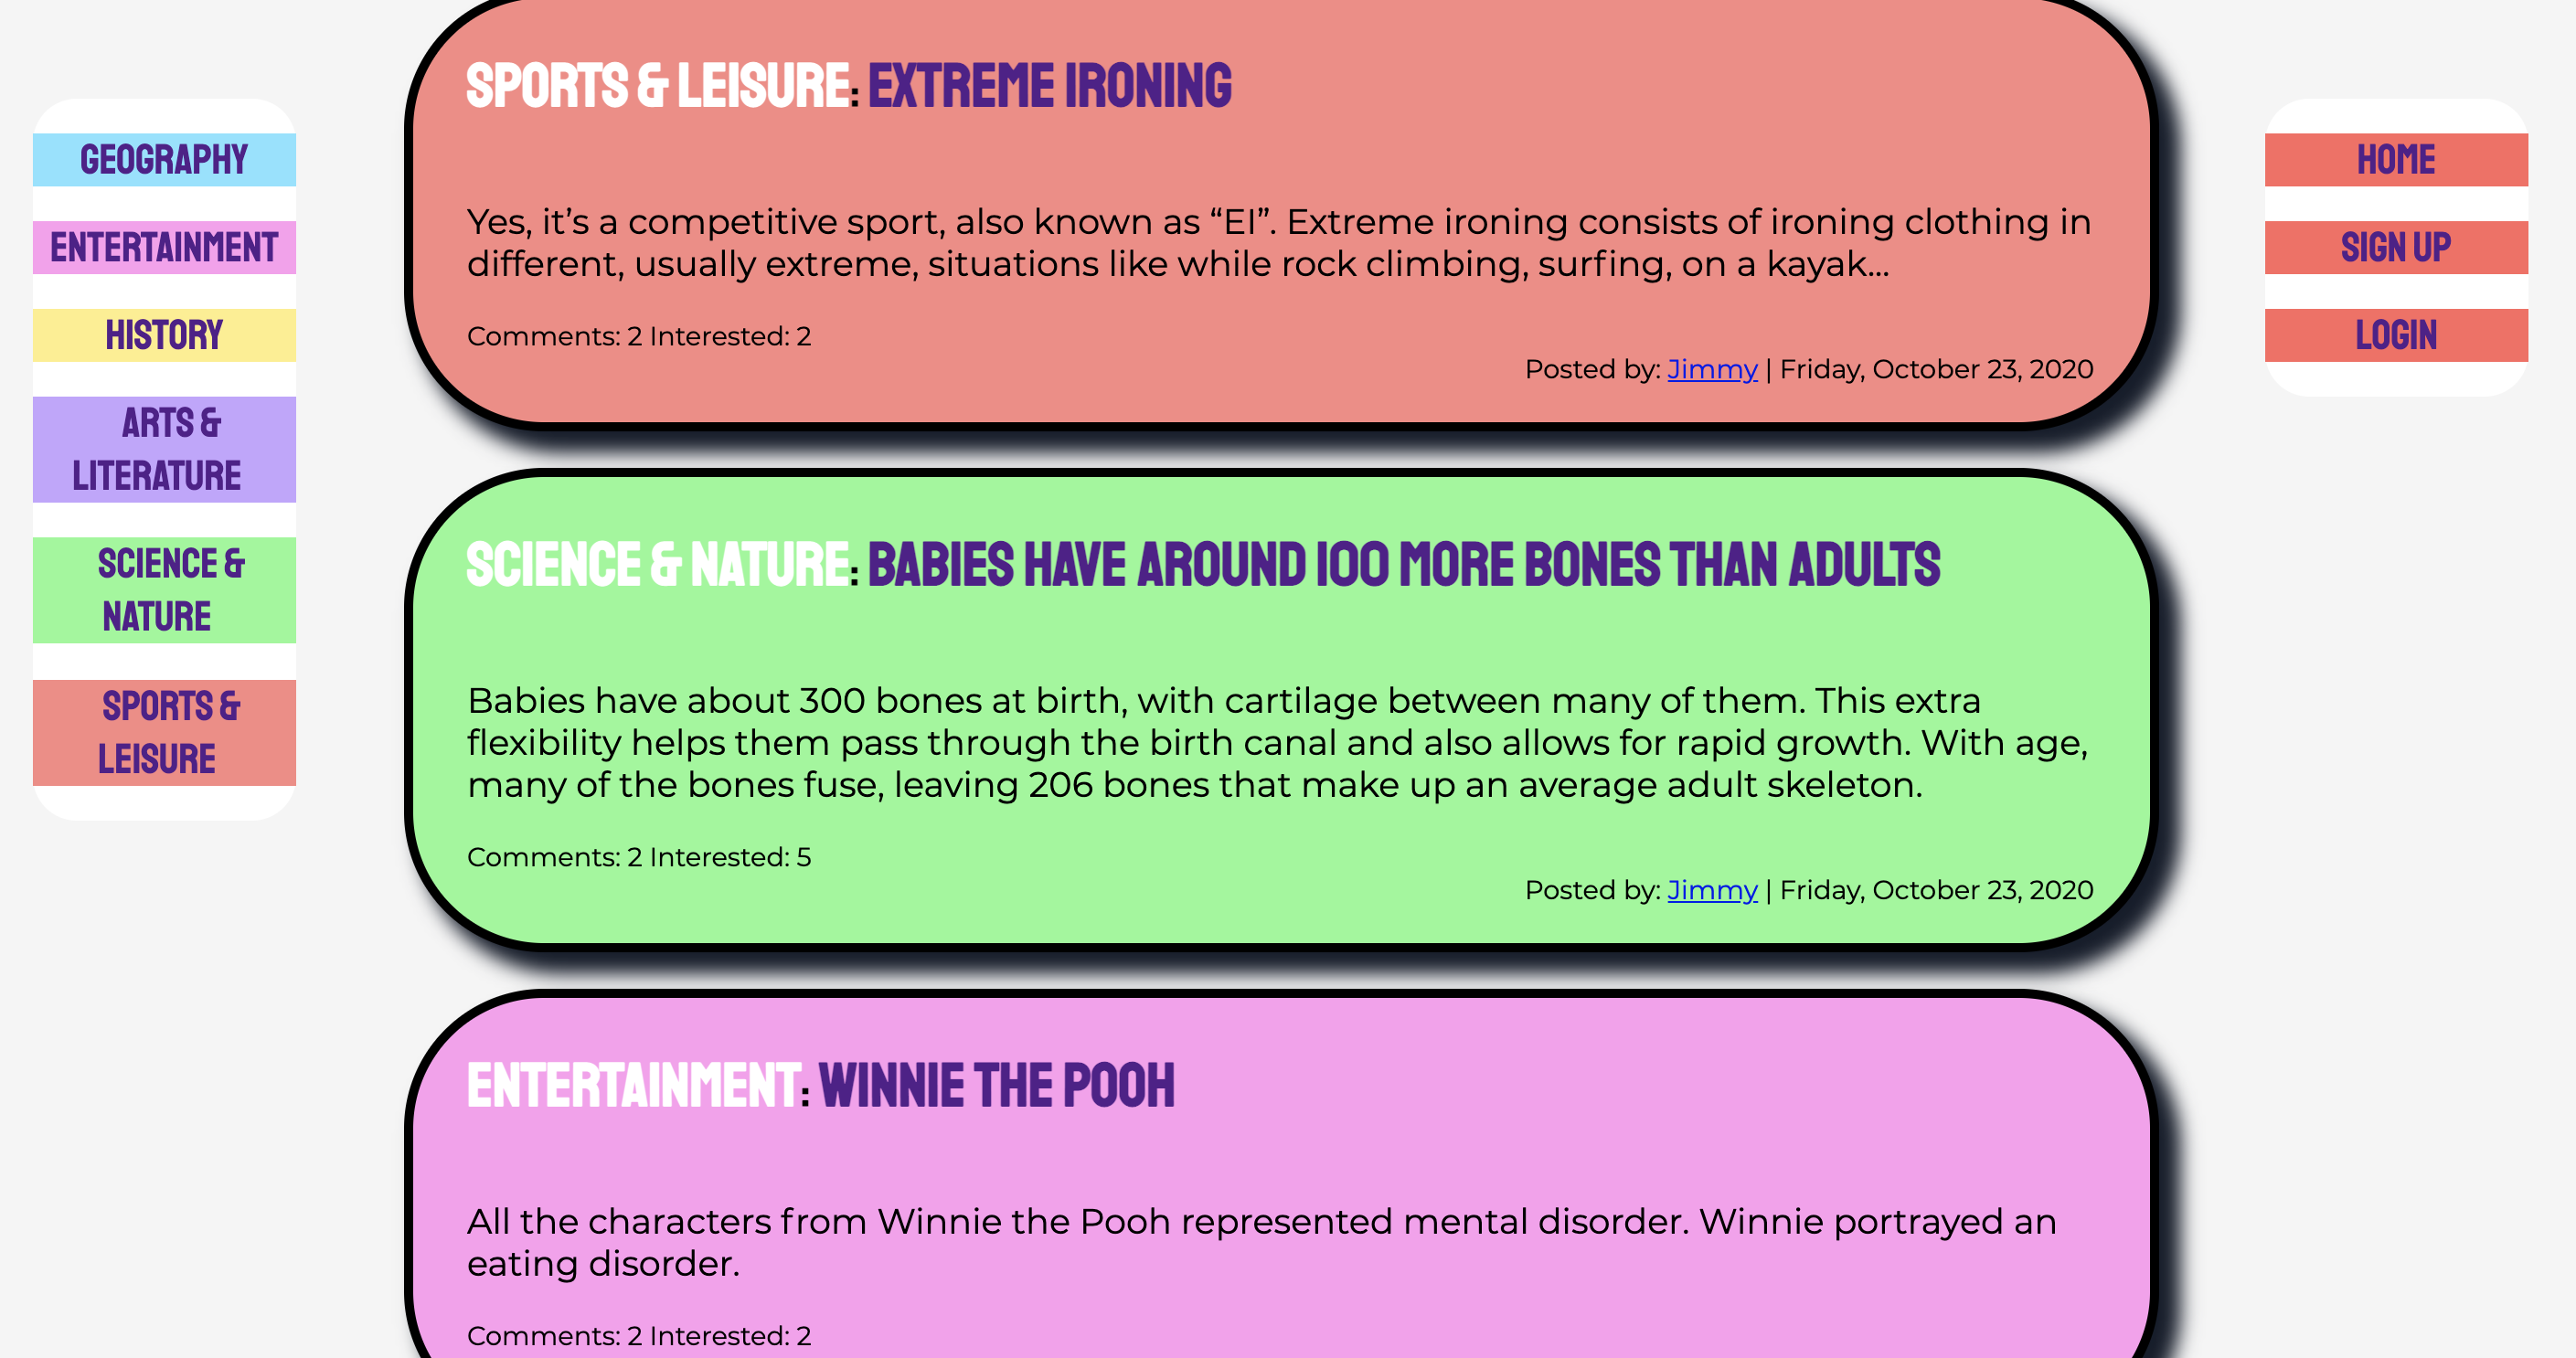 GEOGRAPHY
ENTERTAINMENT
HISTORY
ARTS &
LITERATURE
SCIENCE &
NATURE
SPORTS &
LEISURE
SPORTS & LEISURE: EXTREME IRONING
Yes, it’s a competitive sport, also known as “EI”. Extreme ironing consists of ironing clothing in
different, usually extreme, situations like while rock climbing, surfing, on a kayak...
Comments: 2 Interested: 2
Posted by: Jimmy | Friday, October 23, 2020
SCIENCE & NATURE: BABIES HAVE AROUND 100 MORE BONES THAN ADULTS
Babies have about 300 bones at birth, with cartilage between many of them. This extra
flexibility helps them pass through the birth canal and also allows for rapid growth. With age,
many of the bones fuse, leaving 206 bones that make up an average adult skeleton.
Comments: 2 Interested: 5
Posted by: Jimmy | Friday, October 23, 2020
ENTERTAINMENT: WINNIE THE POOH
All the characters from Winnie the Pooh represented mental disorder. Winnie portrayed an
eating disorder.
Comments: 2 Interested: 2
HOME
SIGN UP
LOGIN